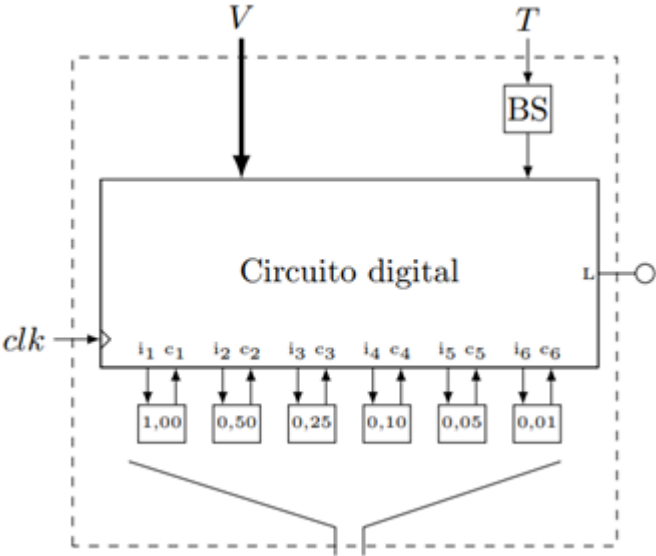 V T
BS
Circuito digital
L
clk
i1 c1 i2 c2 i3 c3 i4 c4 i5 c5 i6 c6
1,00 0,50 0,25 0,10 0,05 0,01